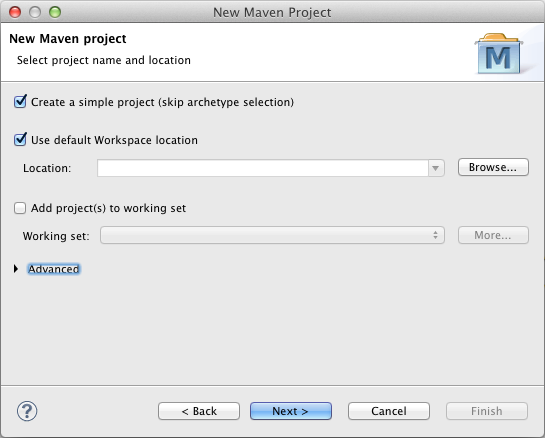 New Maven Project
New Maven project
Select project name and location
M
Create a simple project (skip archetype selection)
Use default Workspace location
Location:
Browse...
Add project(s) to working set
Working set:
More...
Advanced
?
< Back
Next >
Cancel
Finish